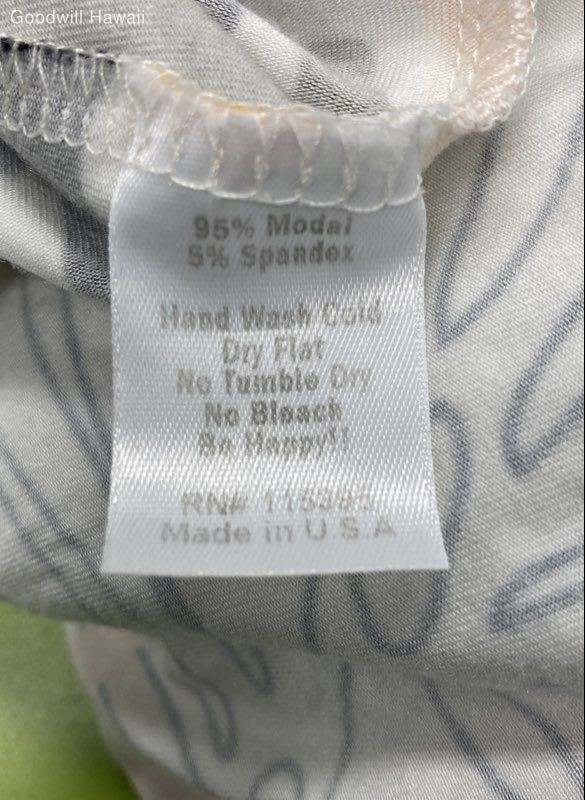 Goodwill Hawaii
95% Modal
5% Spandex
Hand Wash Cold
Dry Flat
No Tumble Dry
No Bleach
Be Happy!!
RN#
Made in U.S.A